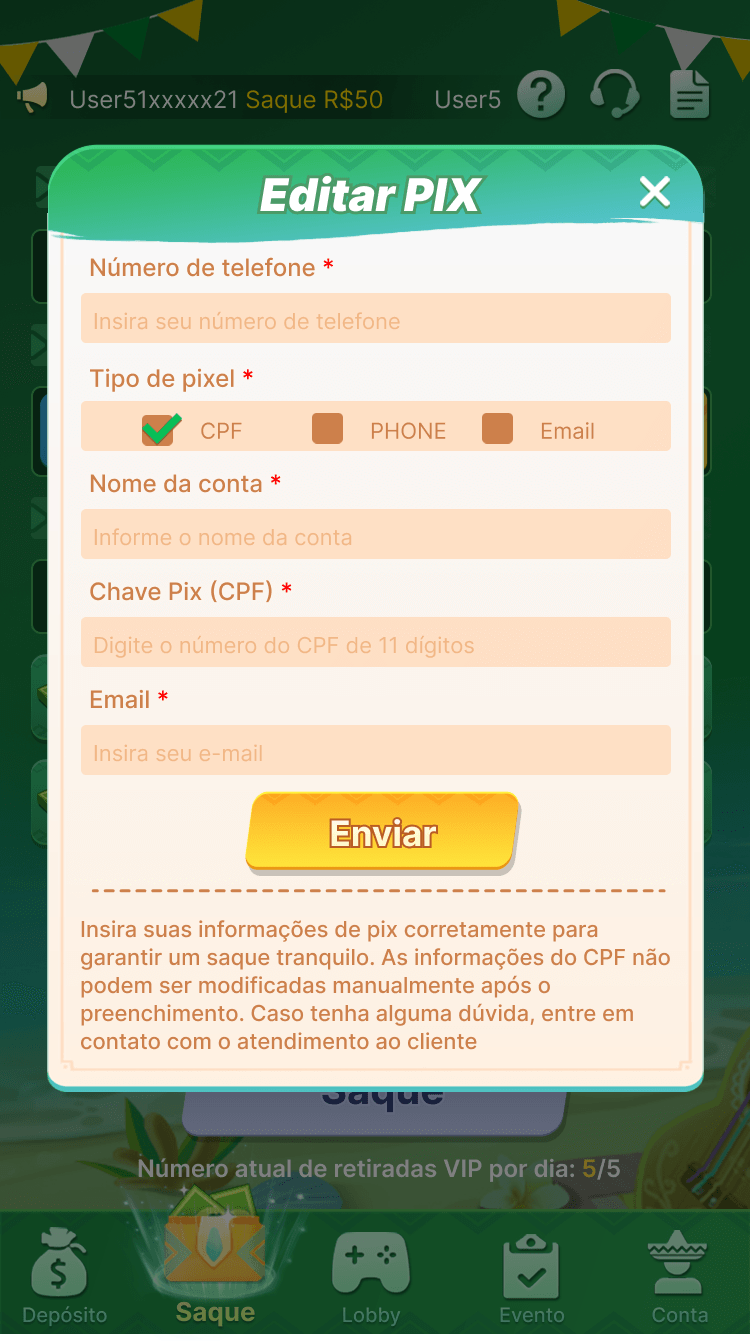 User51xxxxx21 Saque R$50 User5
Editar PIX
Número de telefone *
Insira seu número de telefone
Tipo de pixel *
CPF PHONE Email
Nome da conta *
Informe o nome da conta
Chave Pix (CPF) *
Digite o número do CPF de 11 dígitos
Email *
Insira seu e-mail
Enviar
Insira suas informações de pix corretamente para
garantir um saque tranquilo. As informações do CPF não
podem ser modificadas manualmente após o
preenchimento. Caso tenha alguma dúvida, entre em
contato com o atendimento ao cliente
Saque
Número atual de retiradas VIP por dia: 5/5
Depósito Saque Lobby Evento Conta